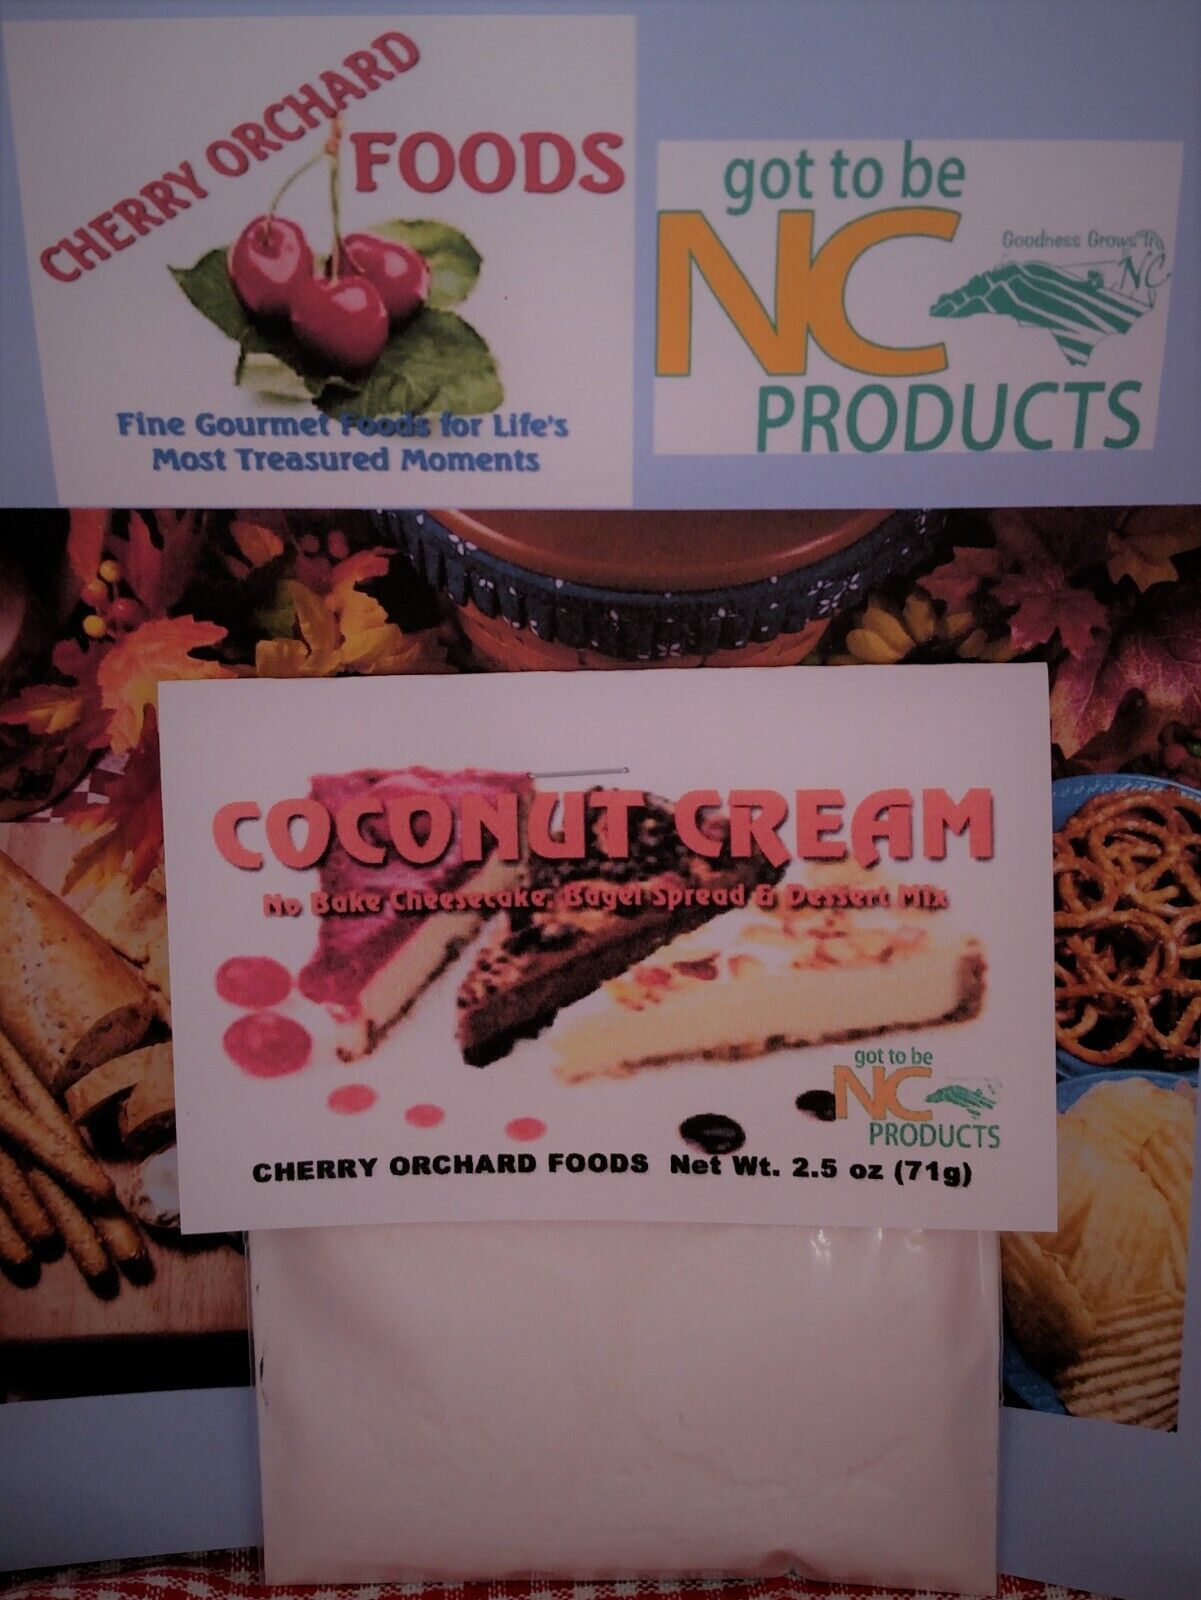 CHERRY ORCHARD
FOODS
Fine Gourmet Foods for Life's
Most Treasured Moments
got to be
NC
Goodness Grows In
NC
PRODUCTS
COCONUT CREAM
No Bake Cheesecake, Bagel Spread & Dessert Mix
got to be
NC
PRODUCTS
CHERRY ORCHARD FOODS Net Wt. 2.5 oz (71g)